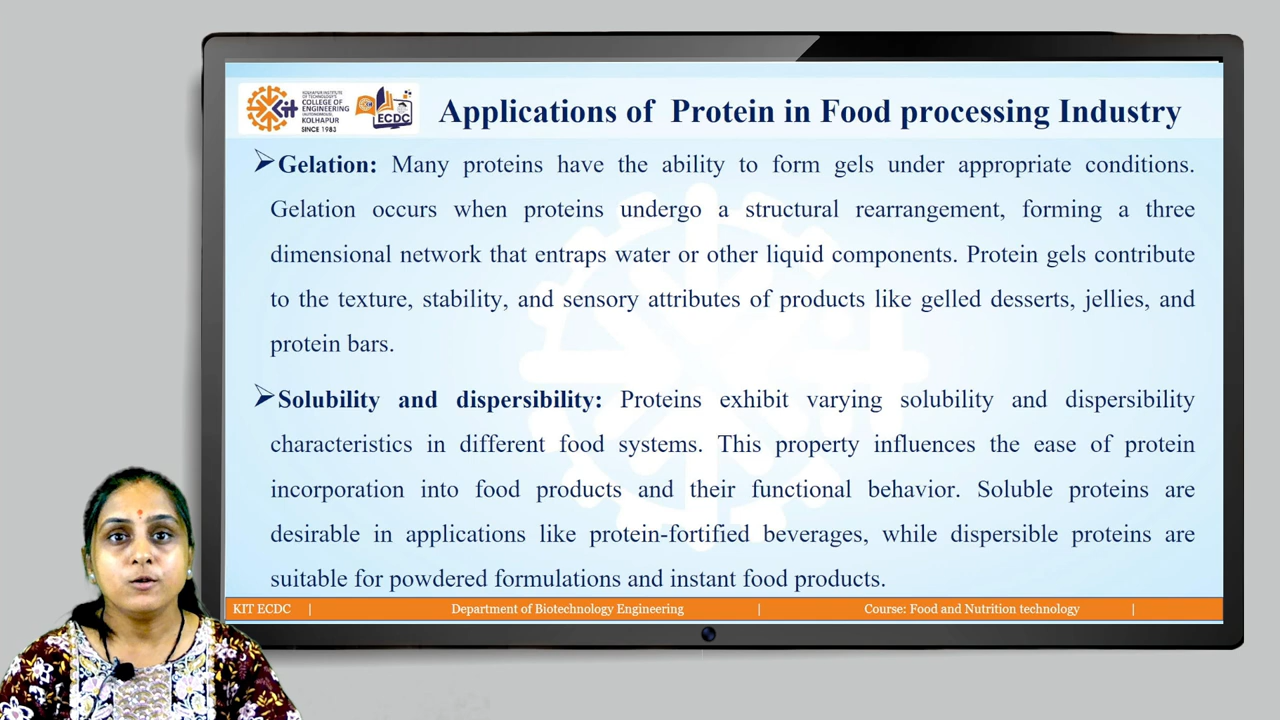 KOLHAPUR INSTITUTE
OF TECHNOLOGY'S
COLLEGE OF
ENGINEERING
(AUTONOMOUS),
KOLHAPUR
SINCE 1983
KIT
ECDC
Applications of Protein in Food processing Industry
➢Gelation: Many proteins have the ability to form gels under appropriate conditions.
Gelation occurs when proteins undergo a structural rearrangement, forming a three
dimensional network that entraps water or other liquid components. Protein gels contribute
to the texture, stability, and sensory attributes of products like gelled desserts, jellies, and
protein bars.
➢Solubility and dispersibility: Proteins exhibit varying solubility and dispersibility
characteristics in different food systems. This property influences the ease of protein
incorporation into food products and their functional behavior. Soluble proteins are
desirable in applications like protein-fortified beverages, while dispersible proteins are
suitable for powdered formulations and instant food products.
KIT ECDC | Department of Biotechnology Engineering | Course: Food and Nutrition technology |